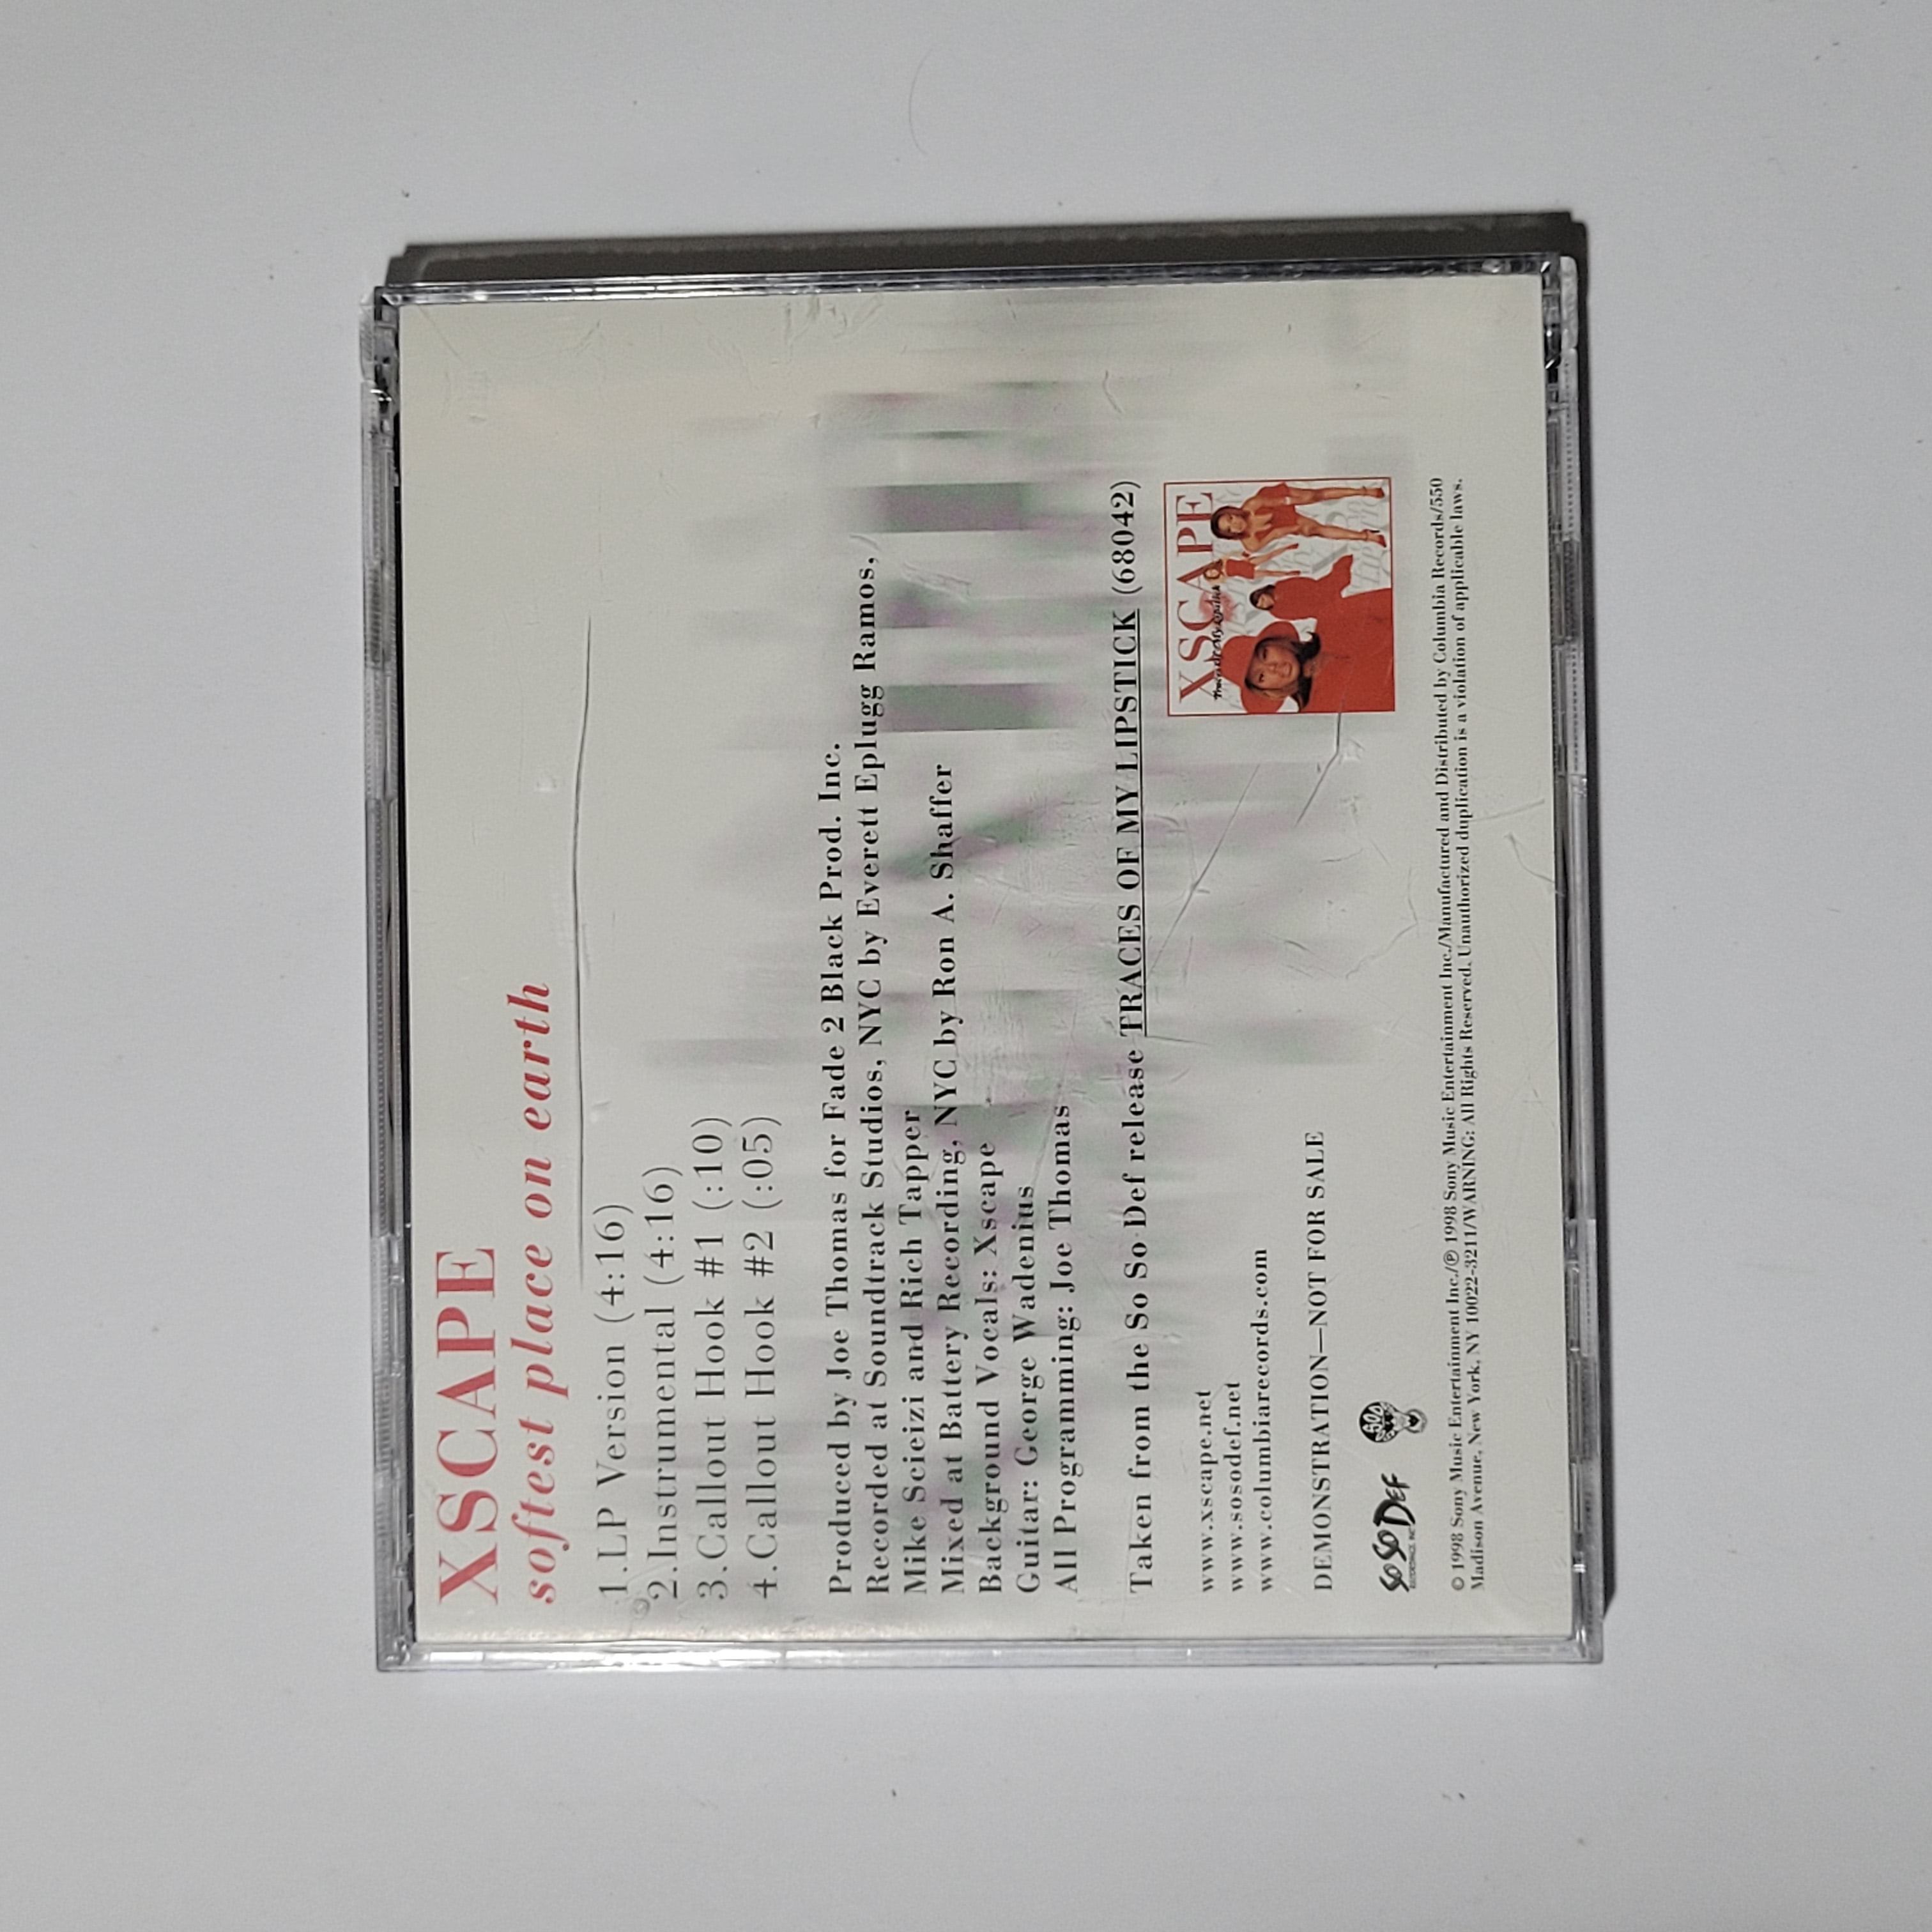 XSCAPE
softest place on earth
1.LP Version (4:16)
2.Instrumental (4:16)
3.Callout Hook #1 (:10)
4.Callout Hook #2 (:05)
Produced by Joe Thomas for Fade 2 Black Prod. Inc.
Recorded at Soundtrack Studios, NYC by Everett Eplugg Ramos,
Mike Scieizi and Rich Tapper
Mixed at Battery Recording, NYC by Ron A. Shaffer
Background Vocals: Xscape
Guitar: George Wadenius
All Programming: Joe Thomas
Taken from the So So Def release TRACES OF MY LIPSTICK (68042)
XSCAPE
Traces of My Lipstick
www.xscape.net
www.sosodef.net
www.columbiarecords.com
DEMONSTRATION—NOT FOR SALE
SO SO DEF
© 1998 Sony Music Entertainment Inc./℗ 1998 Sony Music Entertainment Inc./Manufactured and Distributed by Columbia Records/550
Madison Avenue, New York, NY 10022-3211/WARNING: All Rights Reserved. Unauthorized duplication is a violation of applicable laws.